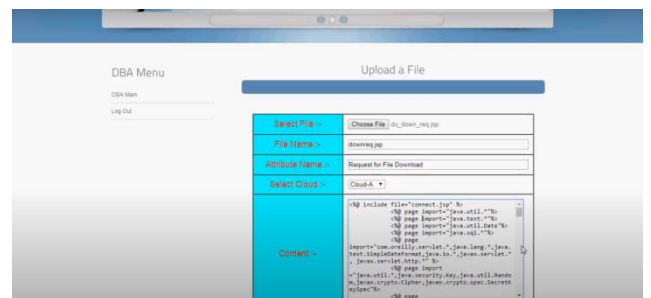 DBA Menu
Upload a File
DBA Main
Log Out
Select File :-
Choose File du_down_req.jsp
File Name :-
downreq.jsp
Attribute Name :-
Request for File Download
Select Cloud :-
Cloud-A
Content :-
<%@ include file="connect.jsp" %>
<%@ page import="java.util.*"%>
<%@ page import="java.text.*"%>
<%@ page import="java.util.Date"%>
<%@ page import="java.sql.*"%>
<%@ page
import="com.oreilly.servlet.*,java.lang.*,java.
text.SimpleDateFormat,java.io.*,javax.servlet.*
, javax.servlet.http.*" %>
<%@ page import
="java.util.*,java.security.Key,java.util.Rando
m,javax.crypto.Cipher,javax.crypto.spec.SecretK
eySpec"%>
<%@ page